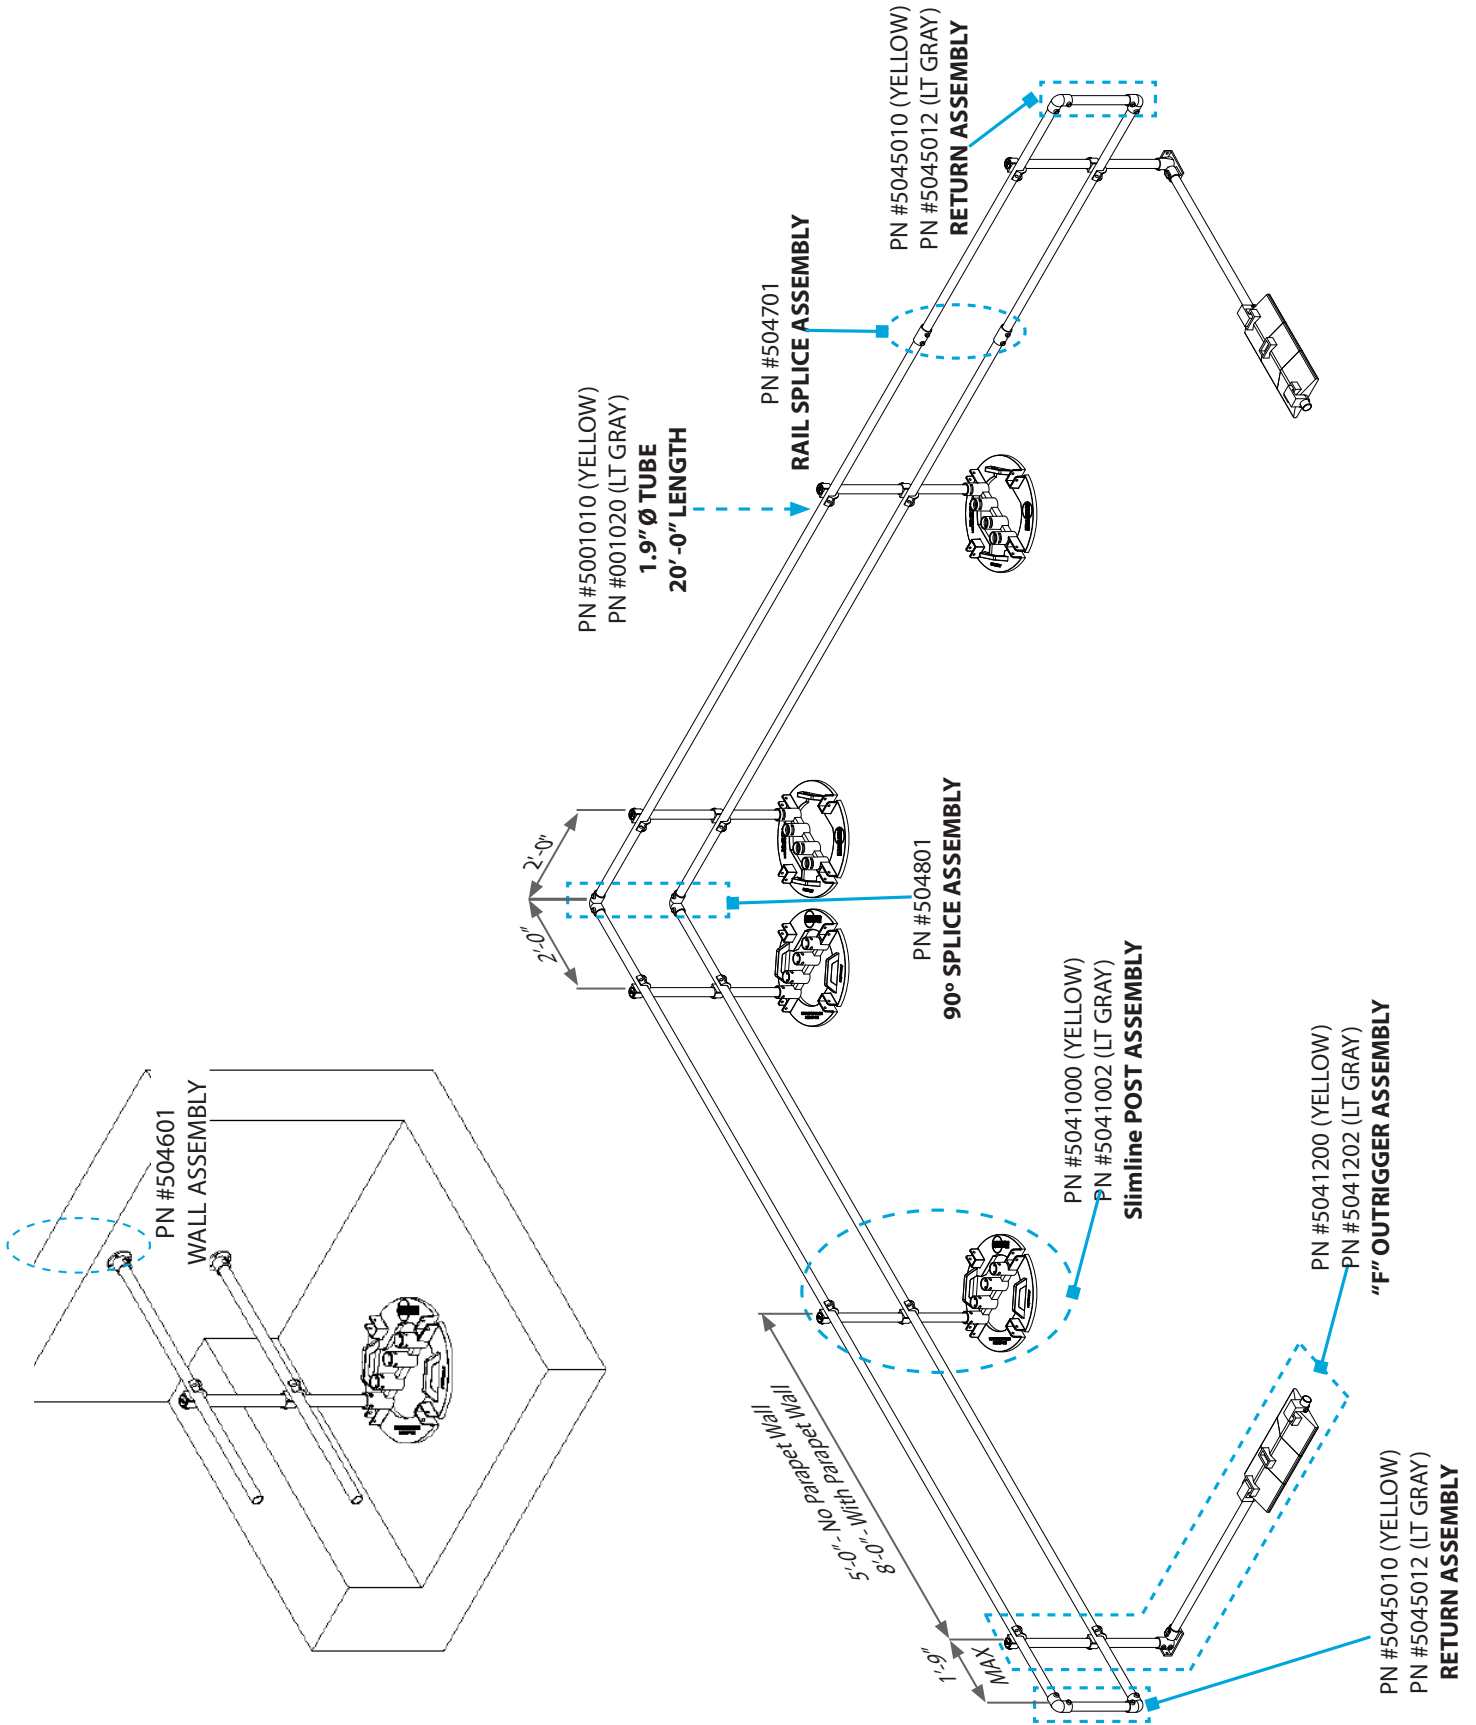 PN #504601
WALL ASSEMBLY
PN #5001010 (YELLOW)
PN #001020 (LT GRAY)
1.9” Ø TUBE
20’ -0” LENGTH
PN #504701
RAIL SPLICE ASSEMBLY
PN #5045010 (YELLOW)
PN #5045012 (LT GRAY)
RETURN ASSEMBLY
2’-0”
2’-0”
PN #504801
90º SPLICE ASSEMBLY
PN #5041000 (YELLOW)
PN #5041002 (LT GRAY)
Slimline POST ASSEMBLY
5’-0”- No Parapet Wall
8’-0”- With Parapet Wall
1’-9”
MAX
PN #5041200 (YELLOW)
PN #5041202 (LT GRAY)
“F” OUTRIGGER ASSEMBLY
PN #5045010 (YELLOW)
PN #5045012 (LT GRAY)
RETURN ASSEMBLY